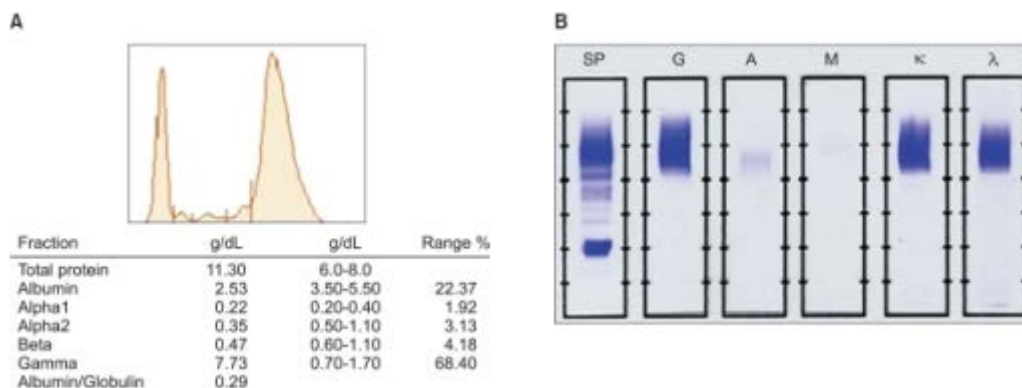 A
Fraction g/dL g/dL Range %
Total protein 11.30 6.0-8.0
Albumin 2.53 3.50-5.50 22.37
Alpha1 0.22 0.20-0.40 1.92
Alpha2 0.35 0.50-1.10 3.13
Beta 0.47 0.60-1.10 4.18
Gamma 7.73 0.70-1.70 68.40
Albumin/Globulin 0.29
B
SP G A M κ λ